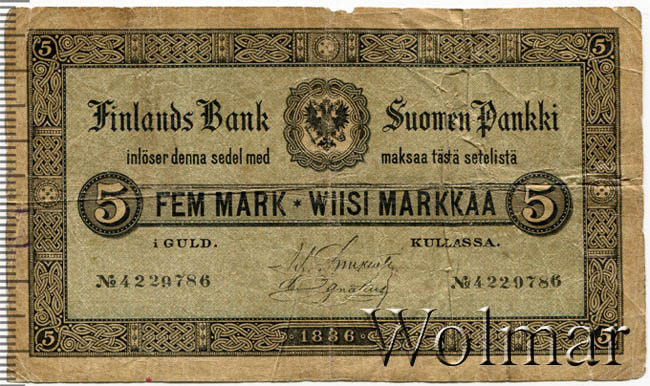 5 5
Finlands Bank Suomen Pankki
inlöser denna sedel med maksaa tästä setelistä
5 FEM MARK * WIISI MARKKAA 5
i GULD. KULLASSA.
№4229786 №4229786
5 1886 5
Wolmar